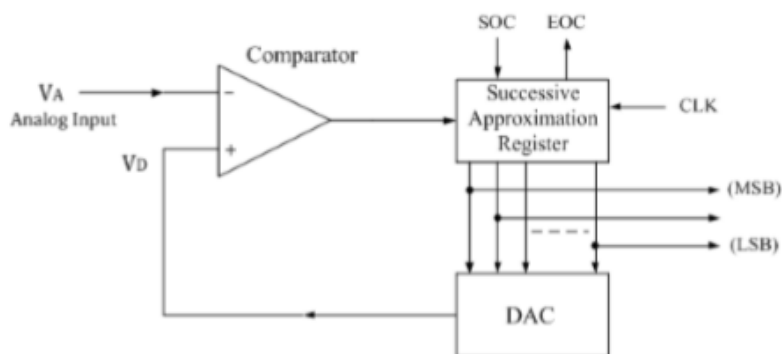 SOC EOC
Comparator
VA
Analog Input
−
+
VD
Successive
Approximation
Register
CLK
(MSB)
(LSB)
DAC